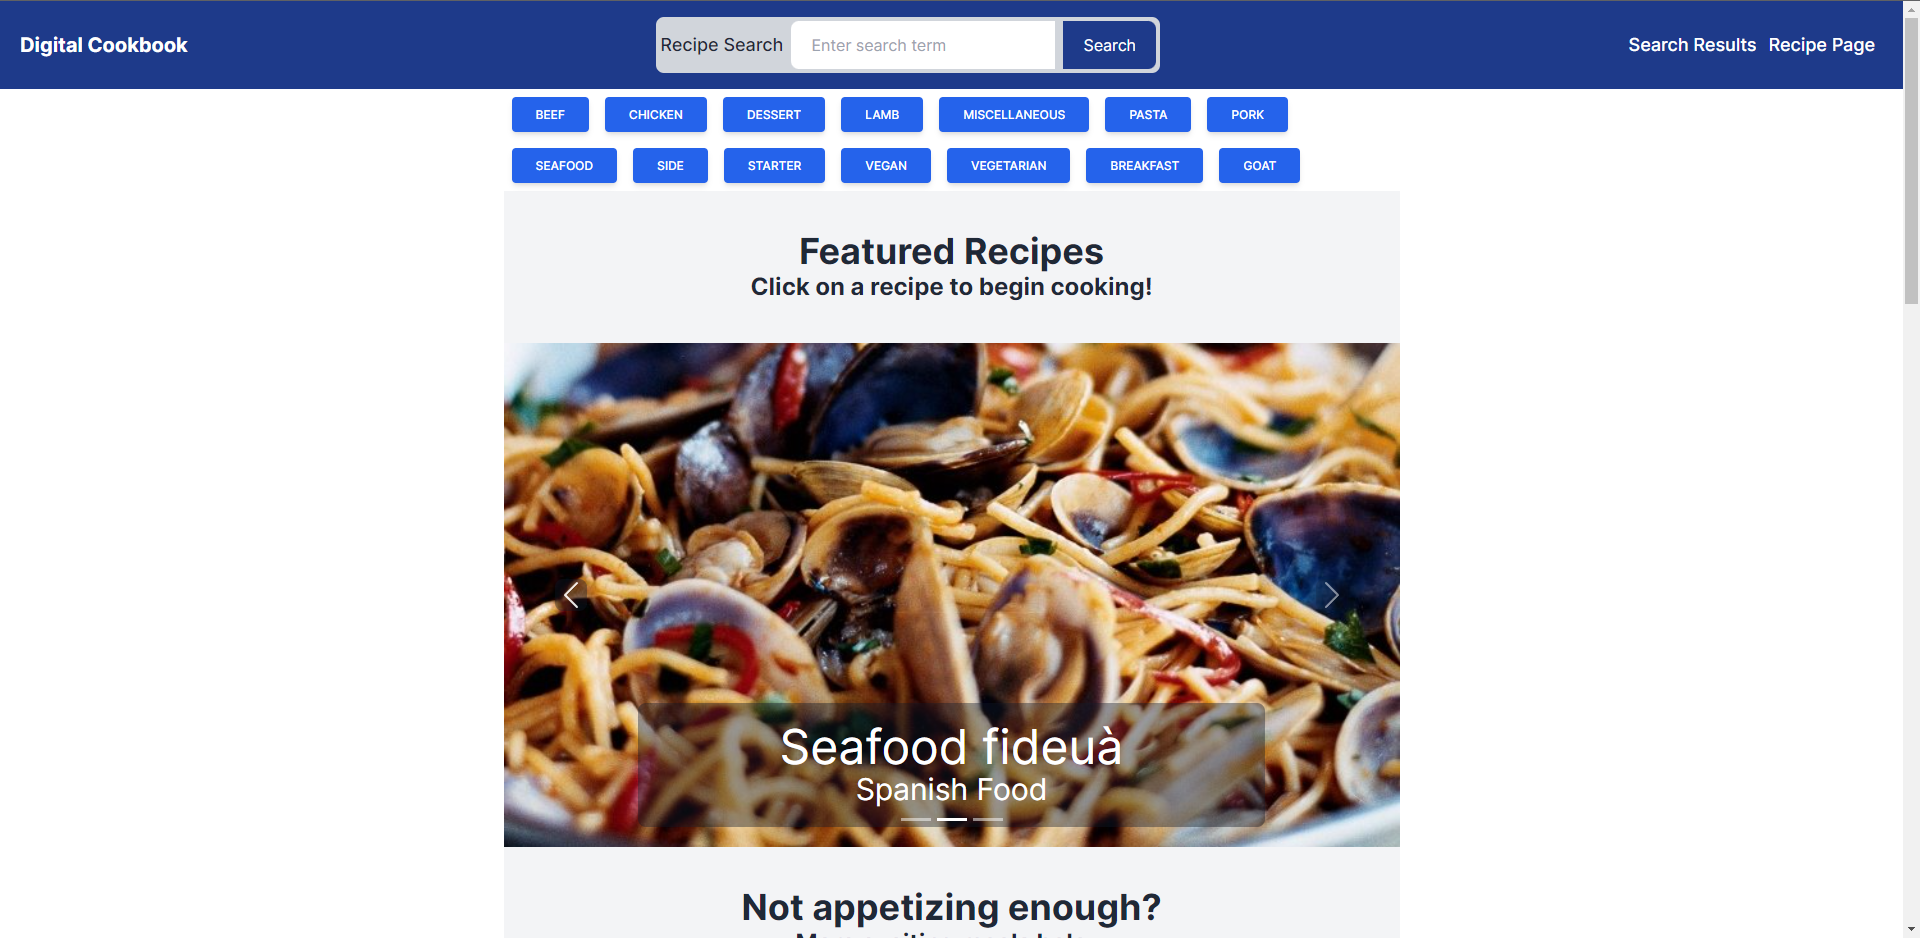 Digital Cookbook
Recipe Search
Enter search term
Search
Search Results Recipe Page
BEEF CHICKEN DESSERT LAMB MISCELLANEOUS PASTA PORK
SEAFOOD SIDE STARTER VEGAN VEGETARIAN BREAKFAST GOAT
Featured Recipes
Click on a recipe to begin cooking!
Seafood fideuà
Spanish Food
Not appetizing enough?